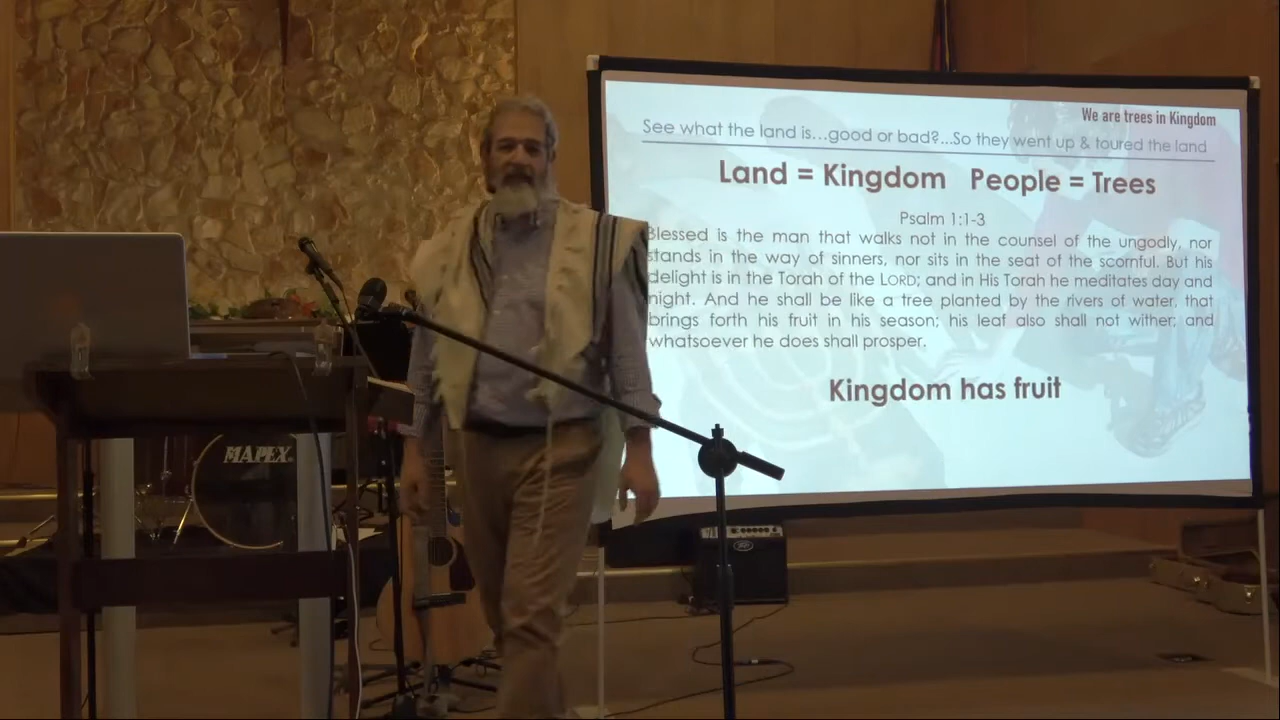 We are trees in Kingdom
See what the land is...good or bad?...So they went up & toured the land
Land = Kingdom People = Trees
Psalm 1:1-3
Blessed is the man that walks not in the counsel of the ungodly, nor
stands in the way of sinners, nor sits in the seat of the scornful. But his
delight is in the Torah of the LORD; and in His Torah he meditates day and
night. And he shall be like a tree planted by the rivers of water, that
brings forth his fruit in his season; his leaf also shall not wither; and
whatsoever he does shall prosper.
Kingdom has fruit
MAPEX